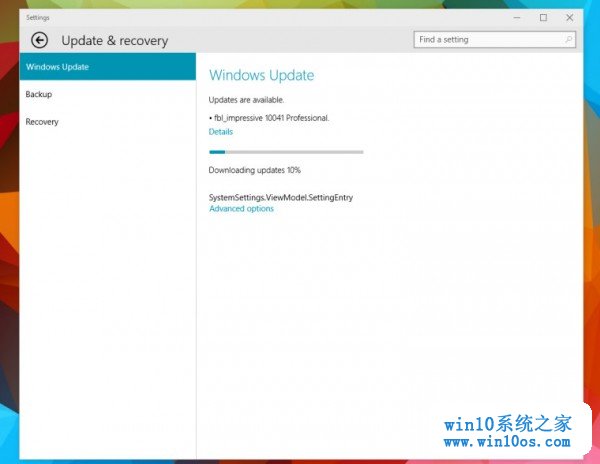 Settings
Update & recovery
Find a setting
Windows Update
Backup
Recovery
Windows Update
Updates are available.
• fbl_impressive 10041 Professional.
Details
Downloading updates 10%
SystemSettings.ViewModel.SettingEntry
Advanced options
win10系统之家
www.win10os.com